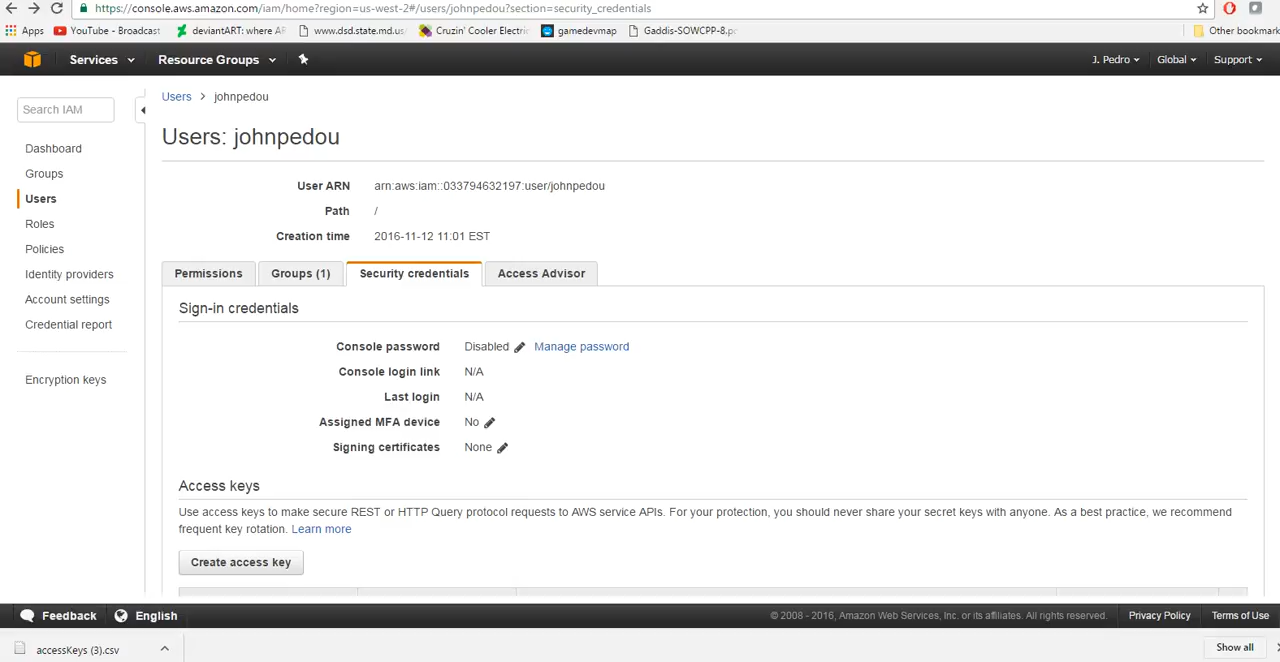 https://console.aws.amazon.com/iam/home?region=us-west-2#/users/johnpedou?section=security_credentials
Apps YouTube - Broadcast deviantART: where AR www.dsd.state.md.us Cruzin' Cooler Electric gamedevmap Gaddis-SOWCPP-8.pd Other bookmark
Services Resource Groups J. Pedro Global Support
Search IAM
Dashboard
Groups
Users
Roles
Policies
Identity providers
Account settings
Credential report
Encryption keys
Users > johnpedou
Users: johnpedou
User ARN arn:aws:iam::033794632197:user/johnpedou
Path /
Creation time 2016-11-12 11:01 EST
Permissions Groups (1) Security credentials Access Advisor
Sign-in credentials
Console password Disabled Manage password
Console login link N/A
Last login N/A
Assigned MFA device No
Signing certificates None
Access keys
Use access keys to make secure REST or HTTP Query protocol requests to AWS service APIs. For your protection, you should never share your secret keys with anyone. As a best practice, we recommend
frequent key rotation. Learn more
Create access key
Feedback English © 2008 - 2016, Amazon Web Services, Inc. or its affiliates. All rights reserved. Privacy Policy Terms of Use
accessKeys (3).csv Show all